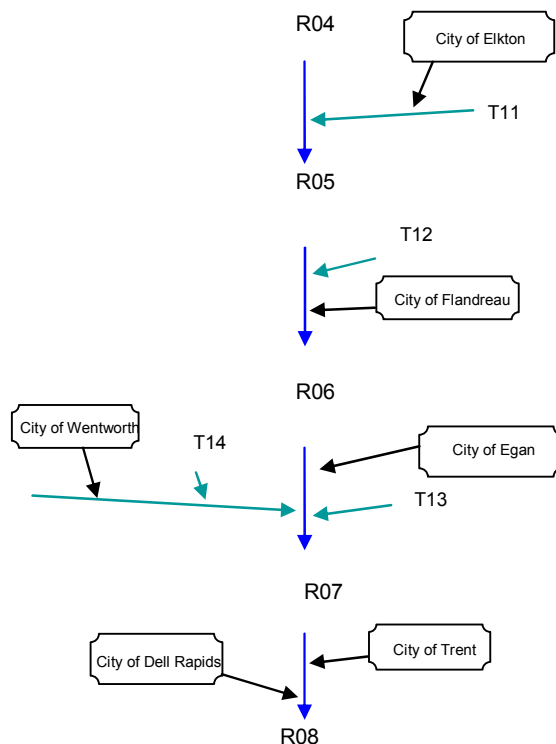 R04
City of Elkton
T11
R05
T12
City of Flandreau
R06
City of Wentworth
T14
City of Egan
T13
R07
City of Dell Rapids
City of Trent
R08